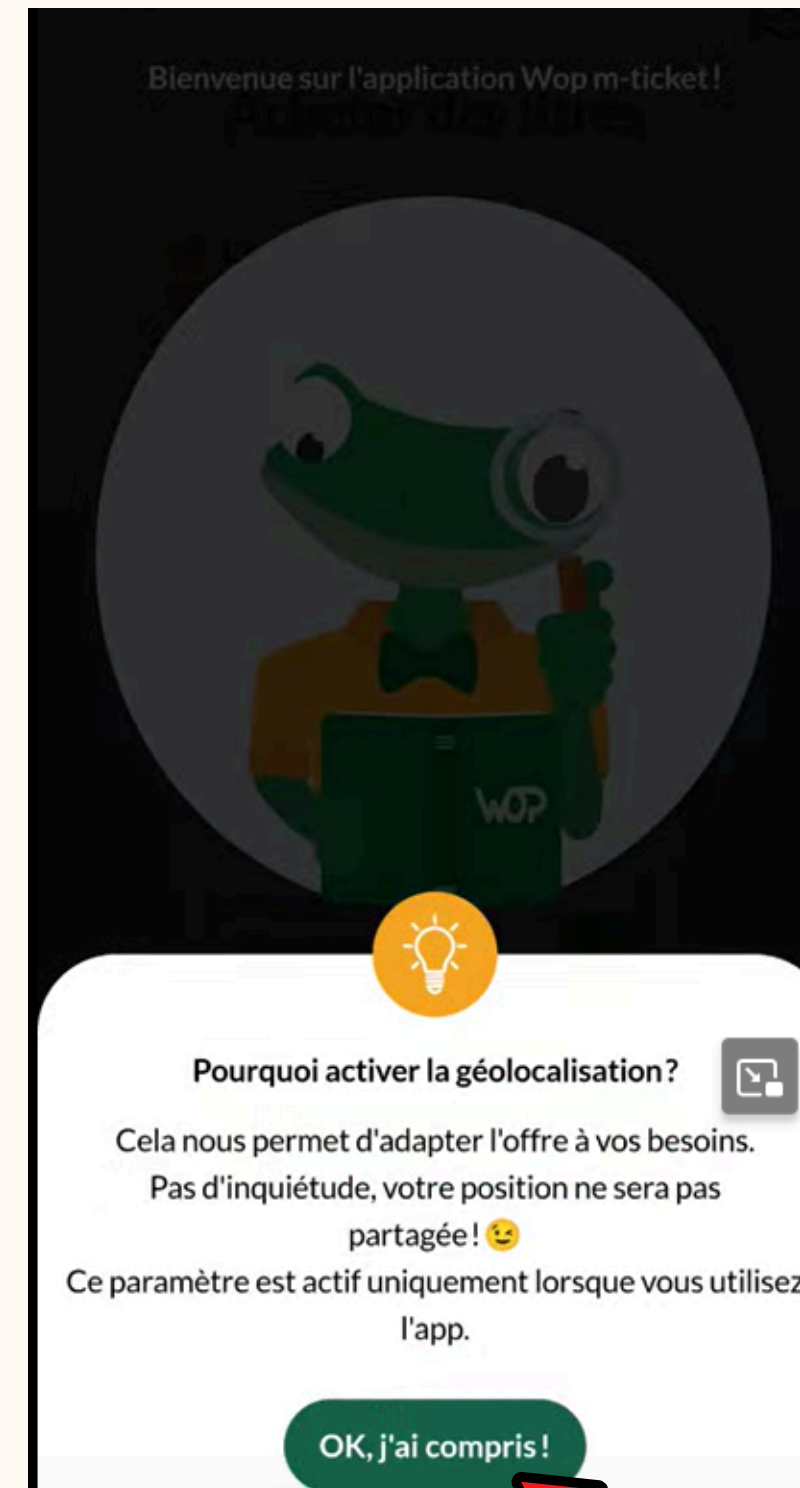 Bienvenue sur l'application Wop m-ticket!
WOP
Pourquoi activer la géolocalisation?
Cela nous permet d'adapter l'offre à vos besoins.
Pas d'inquiétude, votre position ne sera pas
partagée! 😉
Ce paramètre est actif uniquement lorsque vous utilisez
l'app.
OK, j'ai compris!